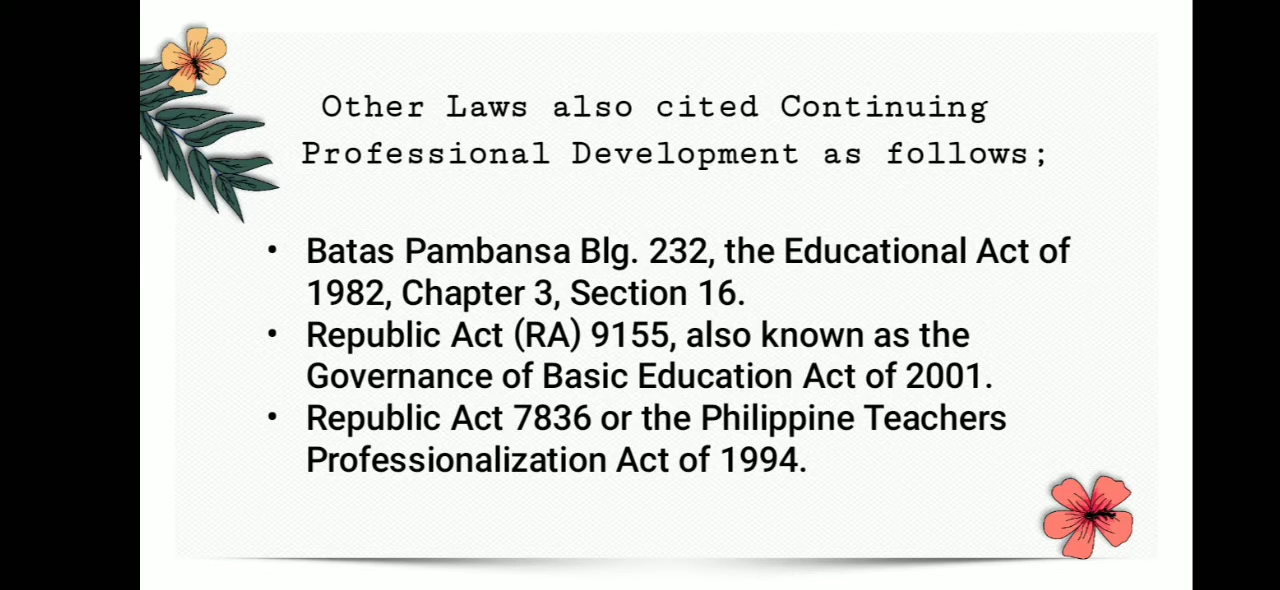 Other Laws also cited Continuing
Professional Development as follows;
• Batas Pambansa Blg. 232, the Educational Act of
1982, Chapter 3, Section 16.
• Republic Act (RA) 9155, also known as the
Governance of Basic Education Act of 2001.
• Republic Act 7836 or the Philippine Teachers
Professionalization Act of 1994.